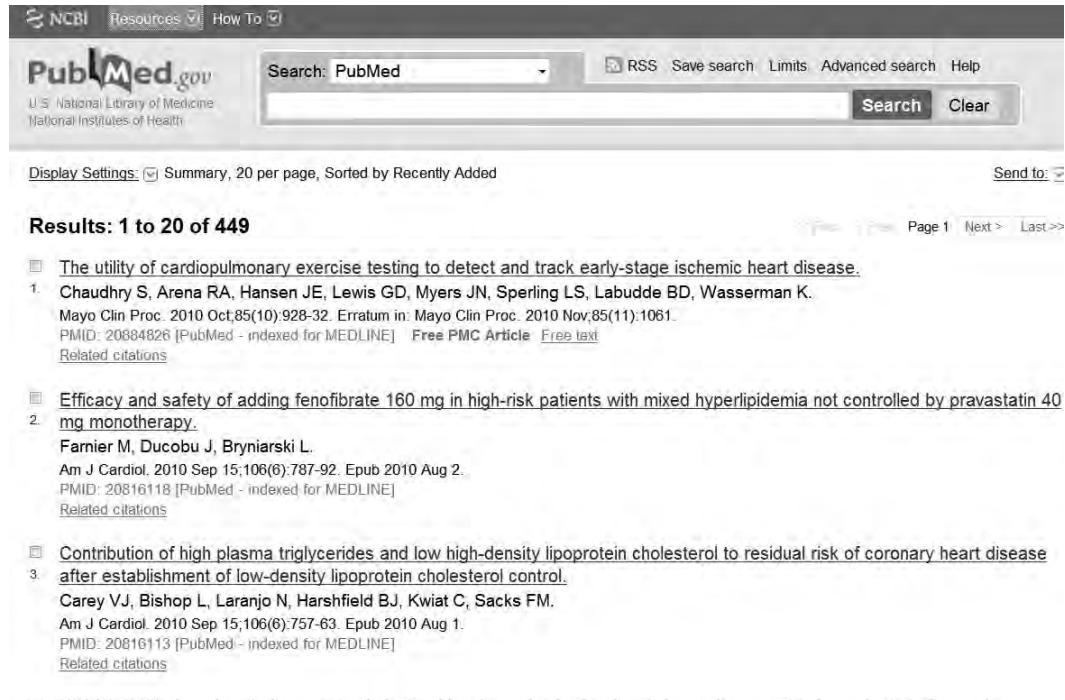 NCBI Resources How To
PubMed.gov
U.S. National Library of Medicine
National Institutes of Health
Search: PubMed
RSS Save search Limits Advanced search Help
Search Clear
Display Settings: Summary, 20 per page, Sorted by Recently Added
Send to:
Results: 1 to 20 of 449
Page 1 Next > Last >>
The utility of cardiopulmonary exercise testing to detect and track early-stage ischemic heart disease.
1. Chaudhry S, Arena RA, Hansen JE, Lewis GD, Myers JN, Sperling LS, Labudde BD, Wasserman K.
Mayo Clin Proc. 2010 Oct;85(10):928-32. Erratum in: Mayo Clin Proc. 2010 Nov;85(11):1061.
PMID: 20884826 [PubMed - indexed for MEDLINE] Free PMC Article Free text
Related citations
Efficacy and safety of adding fenofibrate 160 mg in high-risk patients with mixed hyperlipidemia not controlled by pravastatin 40
2. mg monotherapy.
Farnier M, Ducobu J, Bryniarski L.
Am J Cardiol. 2010 Sep 15;106(6):787-92. Epub 2010 Aug 2.
PMID: 20816118 [PubMed - indexed for MEDLINE]
Related citations
Contribution of high plasma triglycerides and low high-density lipoprotein cholesterol to residual risk of coronary heart disease
3. after establishment of low-density lipoprotein cholesterol control.
Carey VJ, Bishop L, Laranjo N, Harshfield BJ, Kwiat C, Sacks FM.
Am J Cardiol. 2010 Sep 15;106(6):757-63. Epub 2010 Aug 1.
PMID: 20816113 [PubMed - indexed for MEDLINE]
Related citations